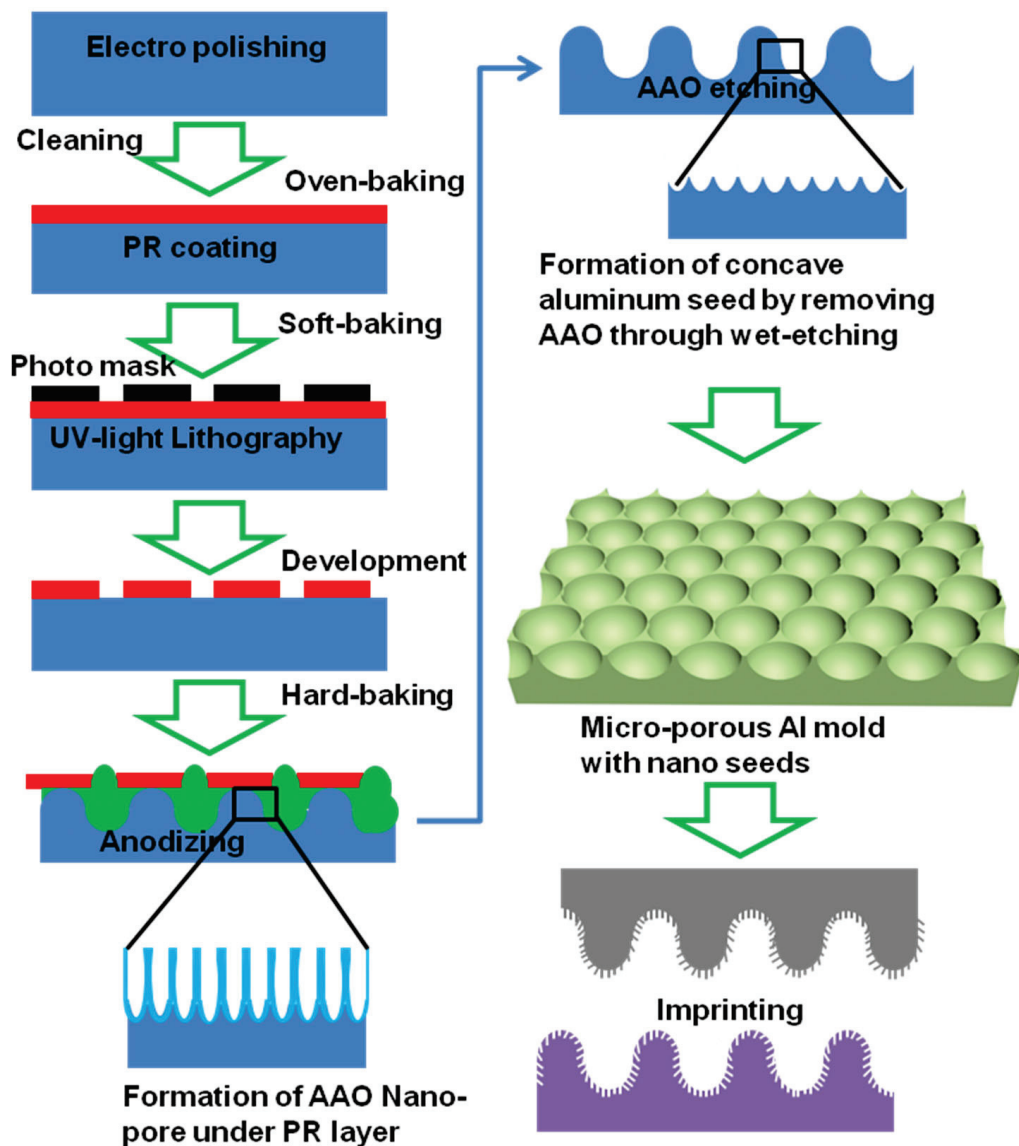 Electro polishing
Cleaning
Oven-baking
PR coating
Soft-baking
Photo mask
UV-light Lithography
Development
Hard-baking
Anodizing
Formation of AAO Nano-
pore under PR layer
AAO etching
Formation of concave
aluminum seed by removing
AAO through wet-etching
Micro-porous Al mold
with nano seeds
Imprinting